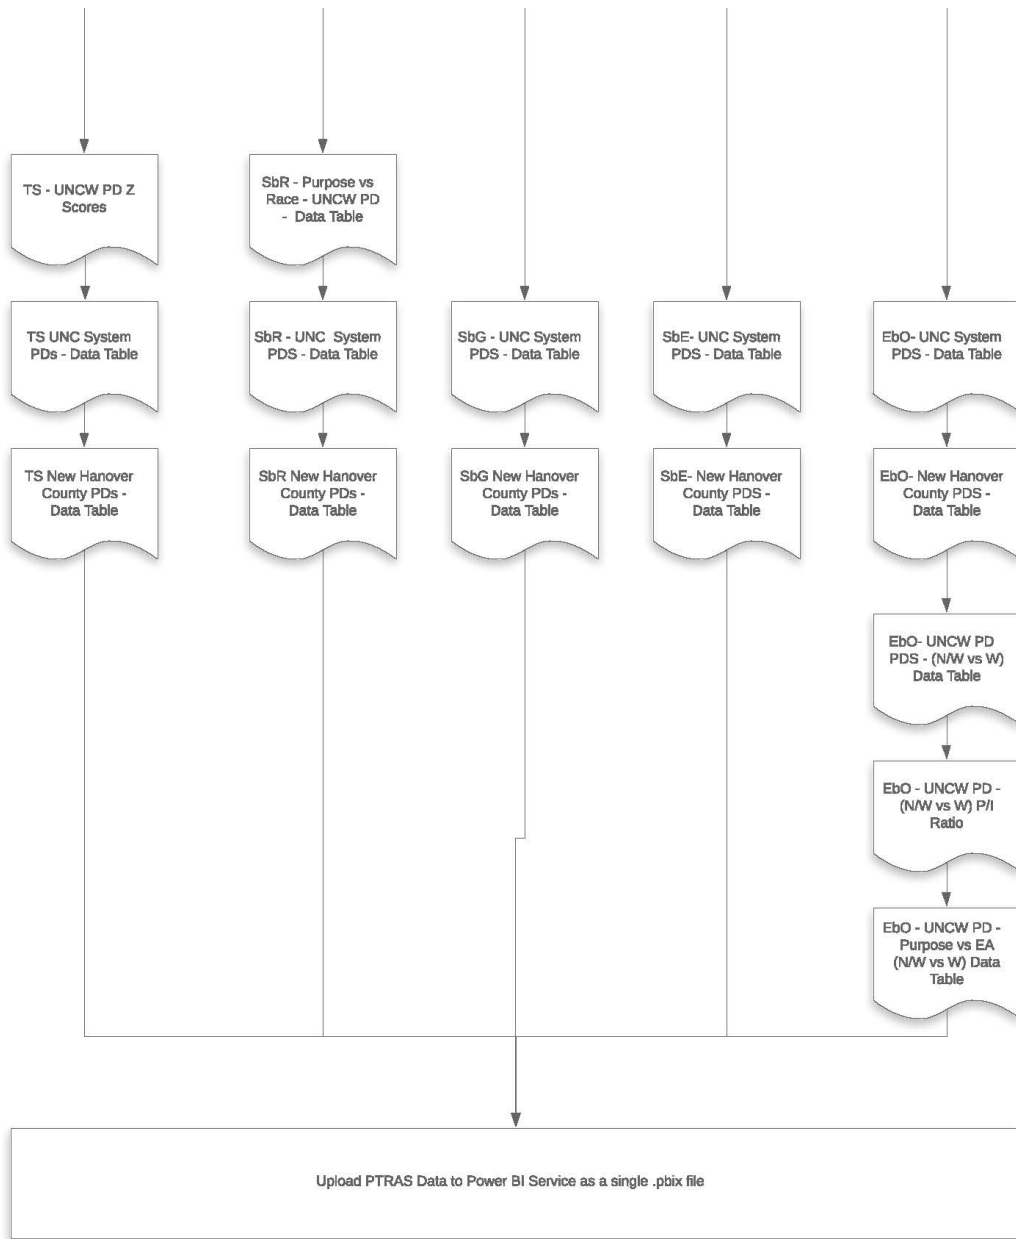 TS - UNCW PD Z
Scores
SbR - Purpose vs
Race - UNCW PD
- Data Table
TS UNC System
PDs - Data Table
SbR - UNC System
PDS - Data Table
SbG - UNC System
PDS - Data Table
SbE- UNC System
PDS - Data Table
EbO- UNC System
PDS - Data Table
TS New Hanover
County PDs -
Data Table
SbR New Hanover
County PDs -
Data Table
SbG New Hanover
County PDs -
Data Table
SbE- New Hanover
County PDS -
Data Table
EbO- New Hanover
County PDS -
Data Table
EbO- UNCW PD
PDS - (N/W vs W)
Data Table
EbO - UNCW PD -
(N/W vs W) P/I
Ratio
EbO - UNCW PD -
Purpose vs EA
(N/W vs W) Data
Table
Upload PTRAS Data to Power BI Service as a single .pbix file